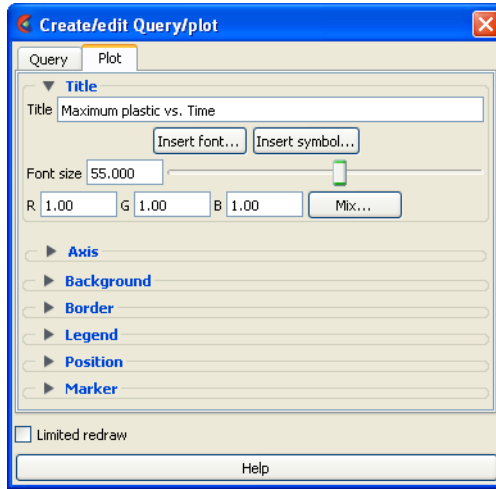 Create/edit Query/plot
Query Plot
Title
Title Maximum plastic vs. Time
Insert font... Insert symbol...
Font size 55.000
R 1.00 G 1.00 B 1.00 Mix...
Axis
Background
Border
Legend
Position
Marker
Limited redraw
Help